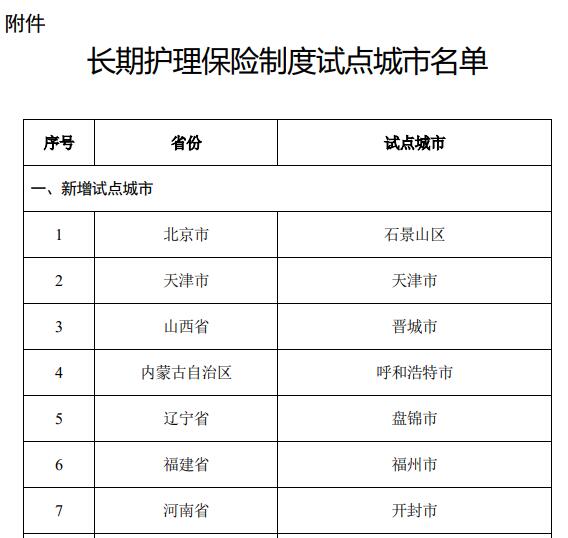 附件
长期护理保险制度试点城市名单
序号 省份 试点城市
一、新增试点城市
1 北京市 石景山区
2 天津市 天津市
3 山西省 晋城市
4 内蒙古自治区 呼和浩特市
5 辽宁省 盘锦市
6 福建省 福州市
7 河南省 开封市